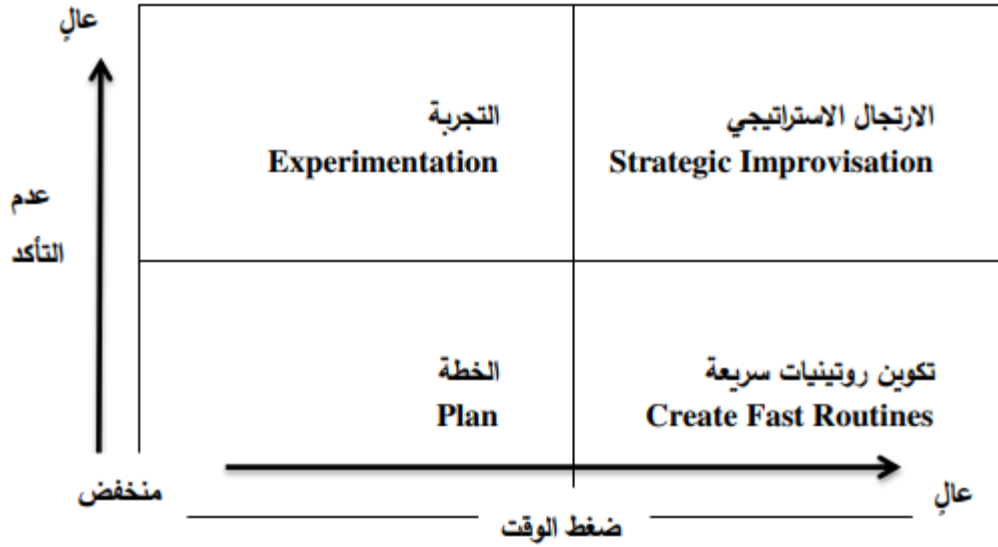 عالٍ
التجربة
Experimentation
الارتجال الاستراتيجي
Strategic Improvisation
عدم
التأكد
الخطة
Plan
تكوين روتينيات سريعة
Create Fast Routines
منخفض
عالٍ
ضغط الوقت